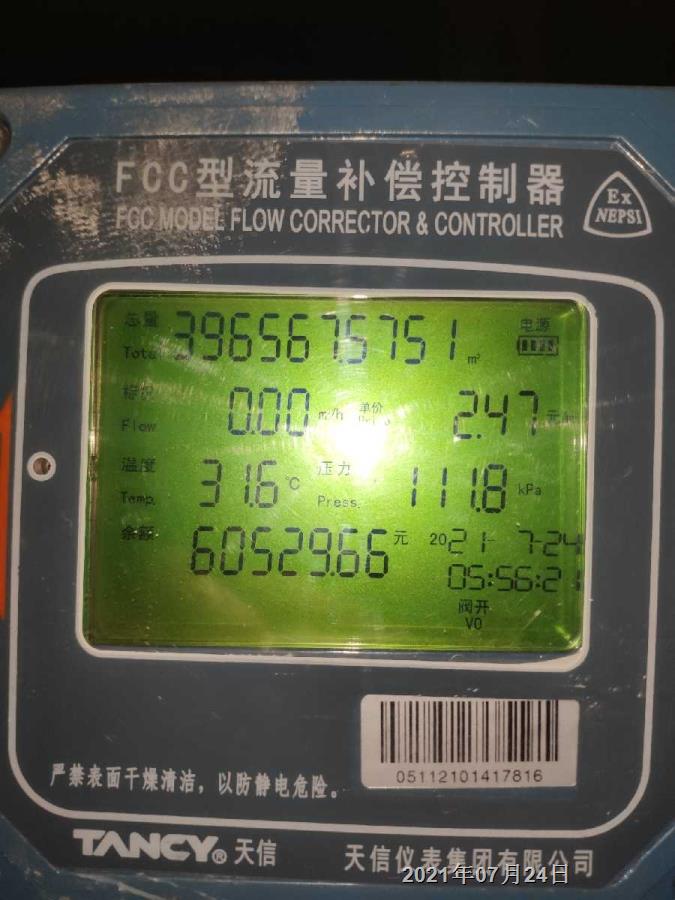 FCC型流量补偿控制器
FCC MODEL FLOW CORRECTOR & CONTROLLER
Ex
NEPSI
总量
Total
m³
电源
标况
Flow
0.00 m³/h
单价
2.47
温度
Temp.
31.6 ℃
压力
Press.
111.8 kPa
余额
60529.66 元
2021-7-24
05:56:21
阀开
V0
05112101417816
严禁表面干燥清洁，以防静电危险。
TANCY® 天信
天信仪表集团有限公司
2021年07月24日